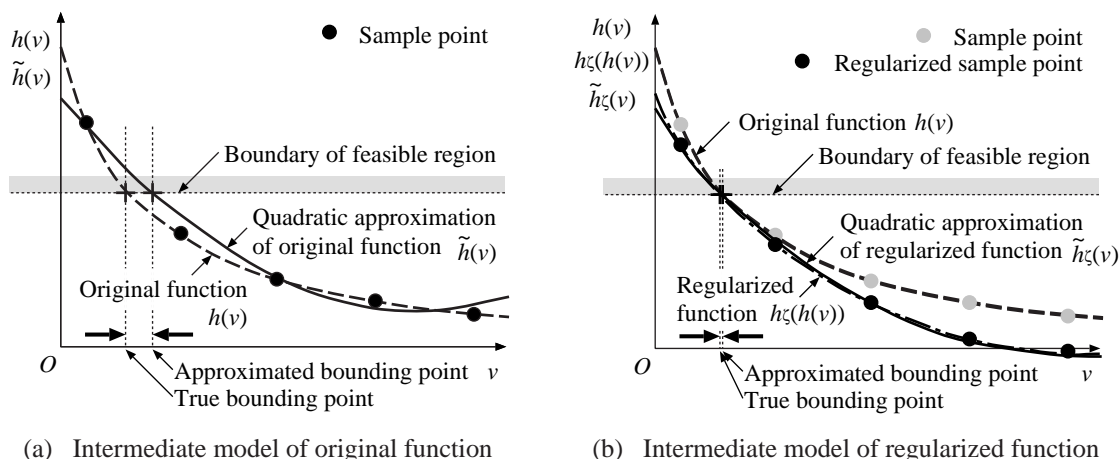 h(v)
h̃(v)
Sample point
Boundary of feasible region
Quadratic approximation
of original function h̃(v)
Original function
h(v)
O
Approximated bounding point
v
True bounding point
(a) Intermediate model of original function
h(v)
hζ(h(v))
h̃ζ(v)
Sample point
Regularized sample point
Original function h(v)
Boundary of feasible region
Quadratic approximation
of regularized function h̃ζ(v)
Regularized
function hζ(h(v))
O
Approximated bounding point
v
True bounding point
(b) Intermediate model of regularized function